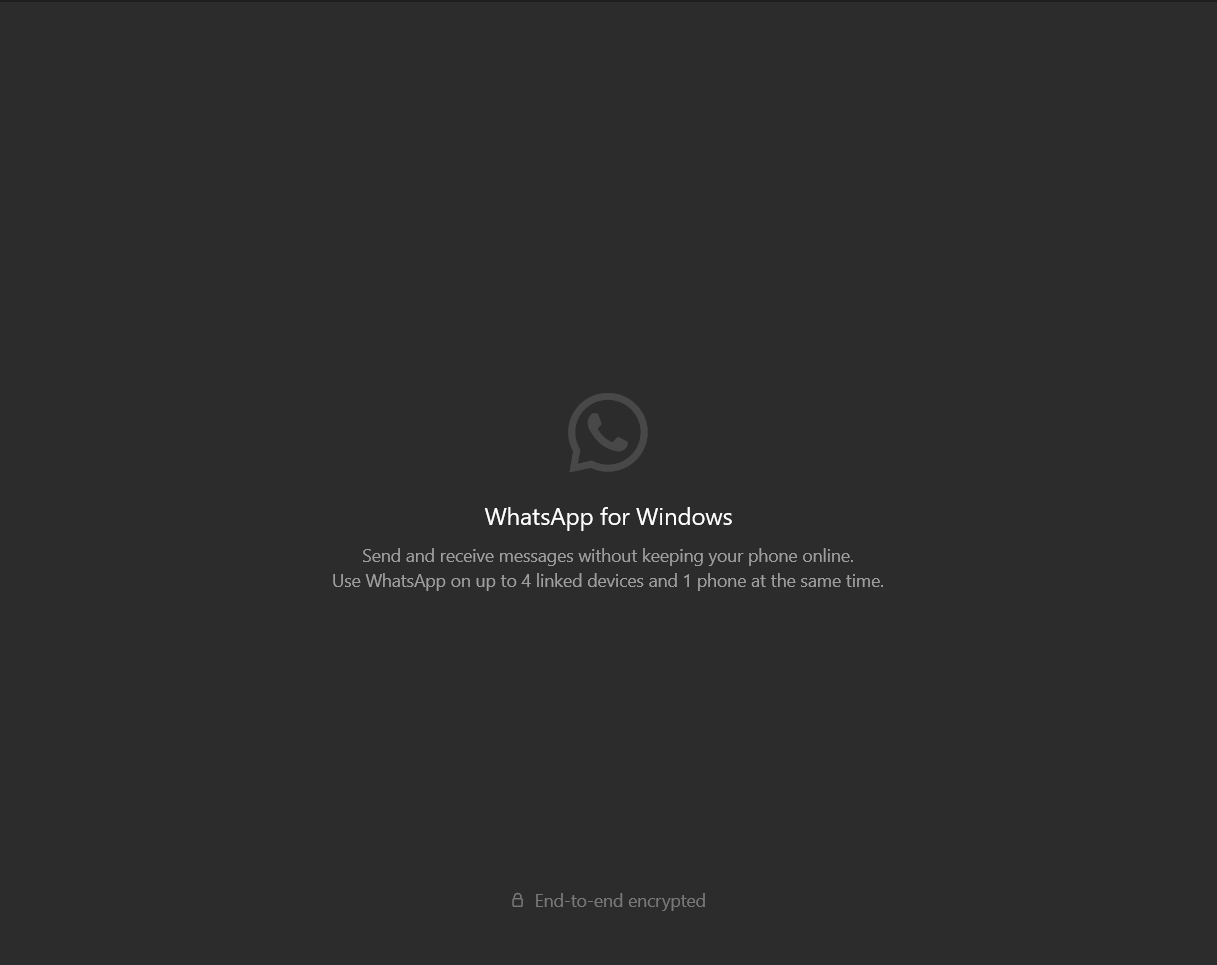 WhatsApp for Windows
Send and receive messages without keeping your phone online.
Use WhatsApp on up to 4 linked devices and 1 phone at the same time.
End-to-end encrypted